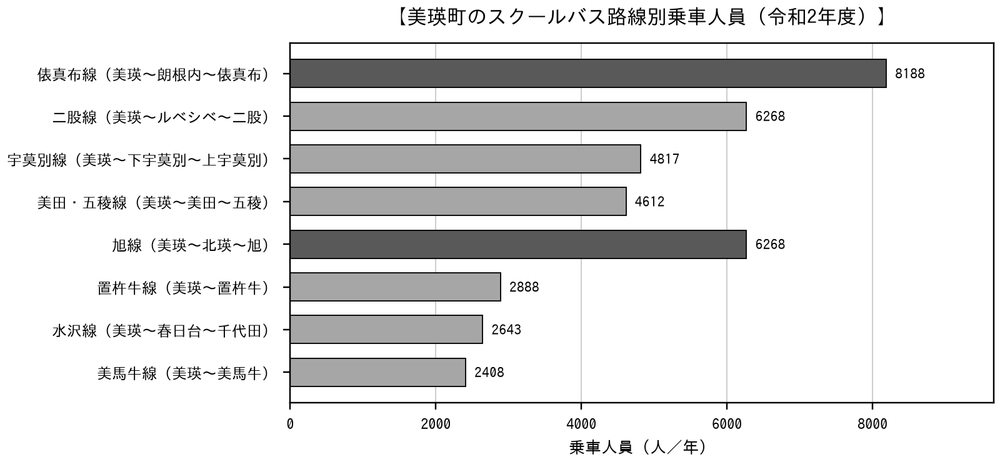 【美瑛町のスクールバス路線別乗車人員（令和2年度）】
俵真布線（美瑛～朗根内～俵真布） 8188
二股線（美瑛～ルベシベ～二股） 6268
宇莫別線（美瑛～下宇莫別～上宇莫別） 4817
美田・五稜線（美瑛～美田～五稜） 4612
旭線（美瑛～北瑛～旭） 6268
置杵牛線（美瑛～置杵牛） 2888
水沢線（美瑛～春日台～千代田） 2643
美馬牛線（美瑛～美馬牛） 2408
0 2000 4000 6000 8000
乗車人員（人／年）